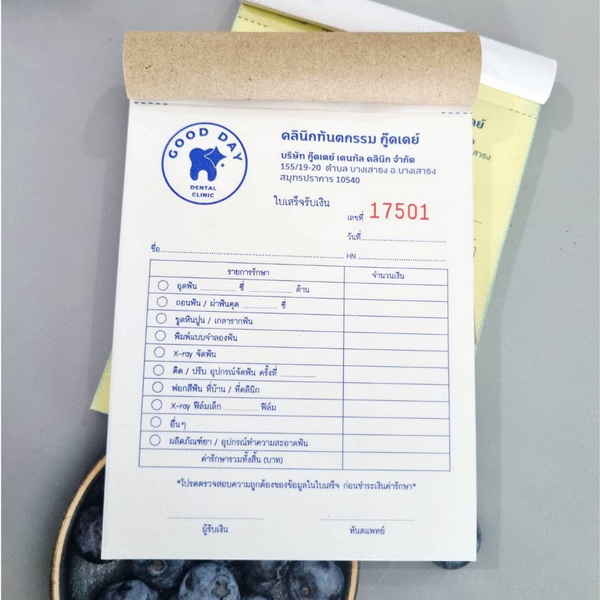 GOOD DAY
DENTAL
CLINIC
คลินิกทันตกรรม กู๊ดเดย์
บริษัท กู๊ดเดย์ เดนทัล คลินิก จำกัด
155/19-20 ตำบล บางเสาธง อ.บางเสาธง
สมุทรปราการ 10540
ใบเสร็จรับเงิน
เลขที่ 17501
วันที่
ชื่อ HN
รายการรักษา จำนวนเงิน
อุดฟัน ซี่ ด้าน
ถอนฟัน / ผ่าฟันคุด ซี่
ขูดหินปูน / เกลารากฟัน
พิมพ์แบบจำลองฟัน
X-ray จัดฟัน
ติด / ปรับ อุปกรณ์จัดฟัน ครั้งที่
ฟอกสีฟัน ที่บ้าน / ที่คลินิก
X-ray ฟิล์มเล็ก ฟิล์ม
อื่นๆ
ผลิตภัณฑ์ยา / อุปกรณ์ทำความสะอาดฟัน
ค่ารักษารวมทั้งสิ้น (บาท)
*โปรดตรวจสอบความถูกต้องของข้อมูลในใบเสร็จ ก่อนชำระเงินค่ารักษา*
ผู้รับเงิน ทันตแพทย์